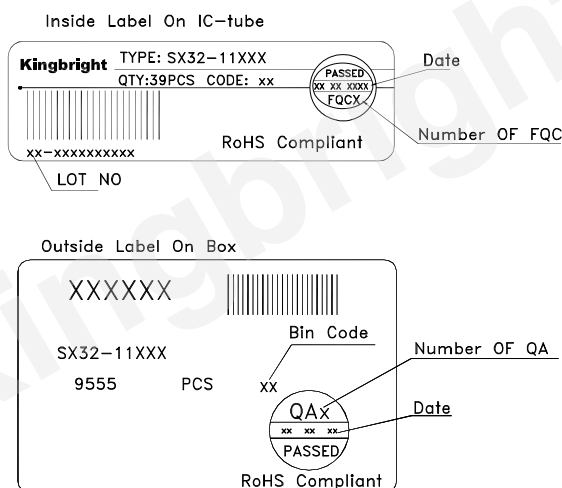 Inside Label On IC-tube
Kingbright
TYPE: SX32-11XXX
QTY:39PCS CODE: xx
PASSED
XX XX XXXX
FQCX
Date
Number OF FQC
RoHS Compliant
xx-xxxxxxxxxx
LOT NO
Outside Label On Box
XXXXXX
Bin Code
SX32-11XXX
9555 PCS xx
Number OF QA
QAx
xx xx xx
Date
PASSED
RoHS Compliant
Kingbright